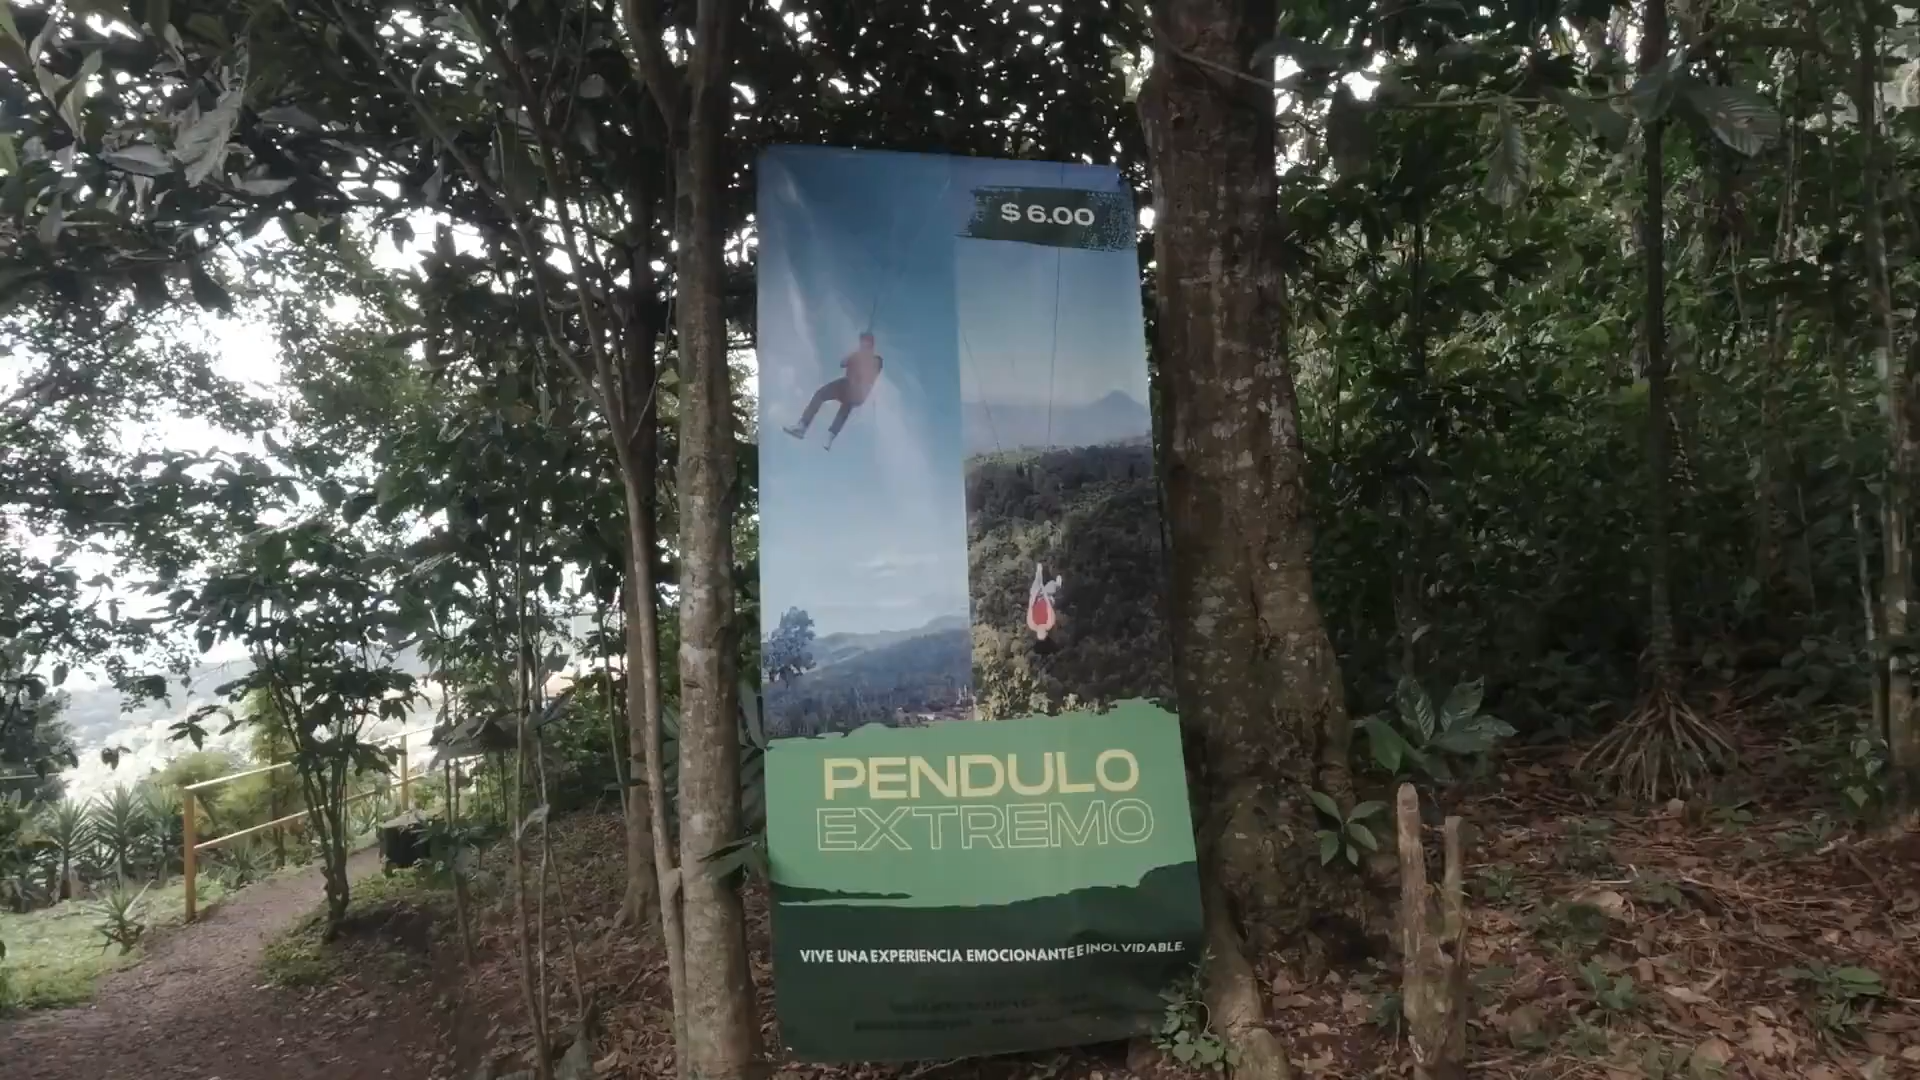 $ 6.00
PENDULO
EXTREMO
VIVE UNA EXPERIENCIA EMOCIONANTE E INOLVIDABLE.